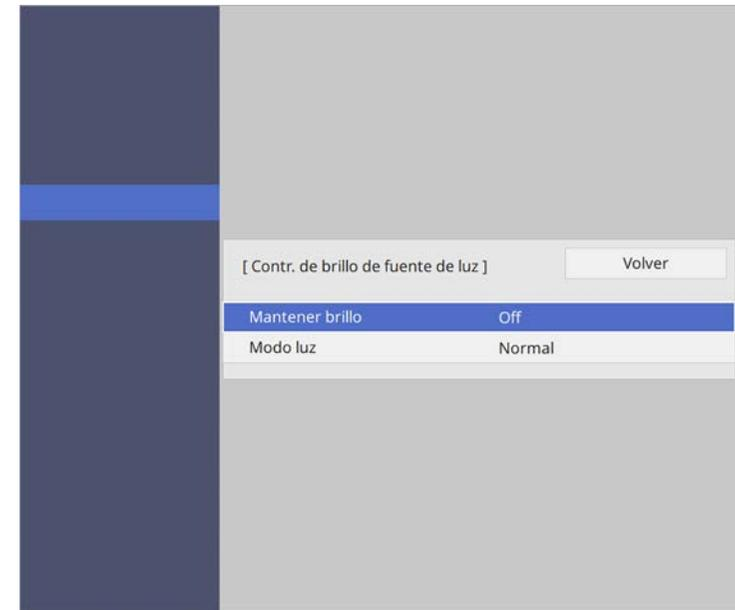 [ Contr. de brillo de fuente de luz ] Volver
Mantener brillo Off
Modo luz Normal